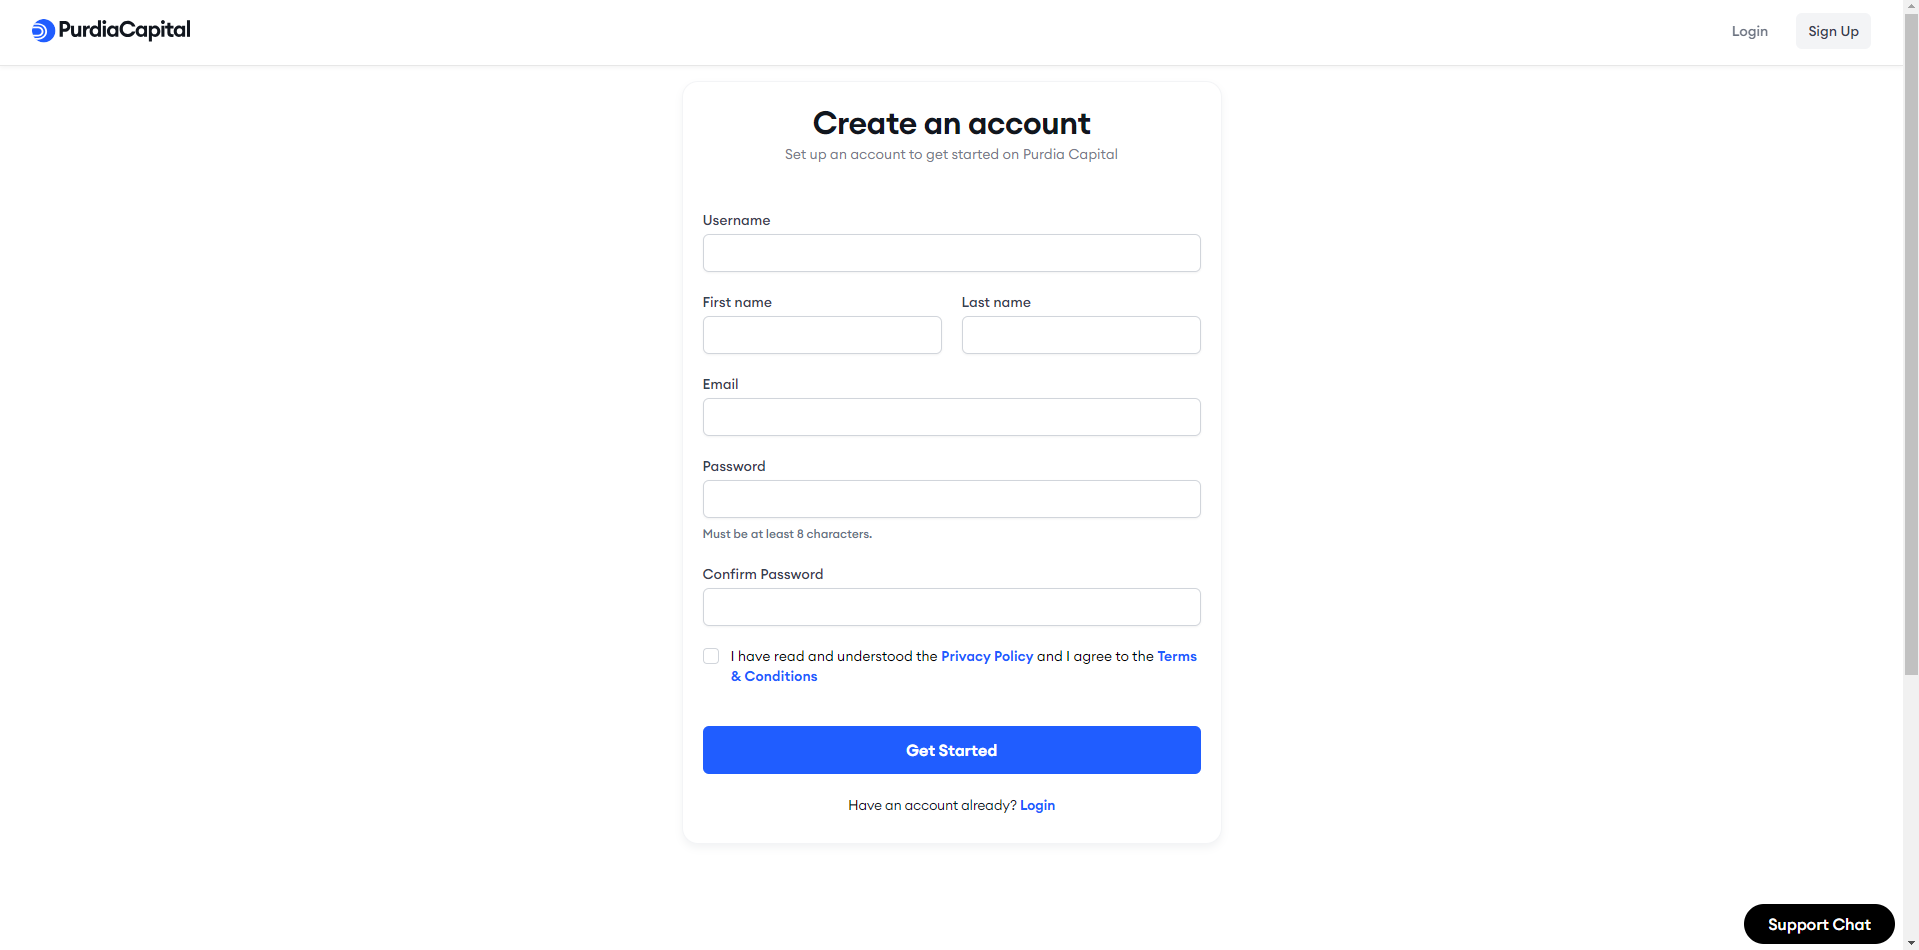 PurdiaCapital
Login
Sign Up
Create an account
Set up an account to get started on Purdia Capital
Username
First name
Last name
Email
Password
Must be at least 8 characters.
Confirm Password
I have read and understood the Privacy Policy and I agree to the Terms
& Conditions
Get Started
Have an account already? Login
Support Chat